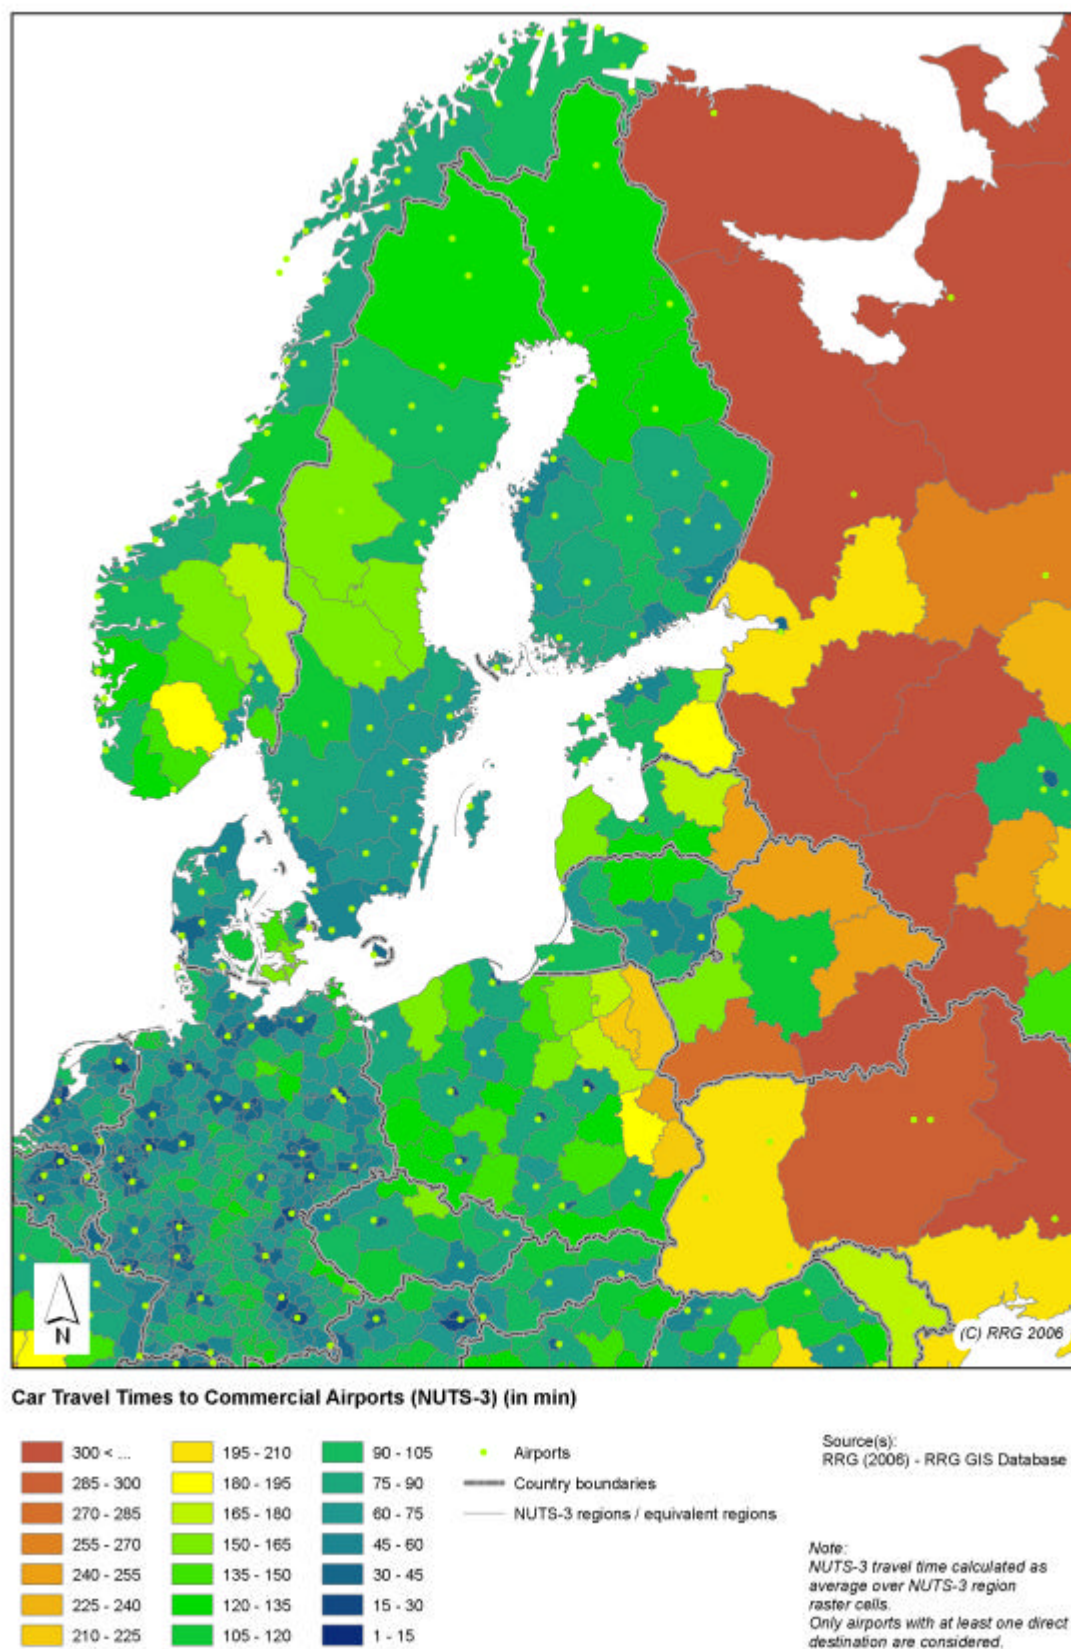 N
(C) RRG 2006
Car Travel Times to Commercial Airports (NUTS-3) (in min)
300 < ...
285 - 300
270 - 285
255 - 270
240 - 255
225 - 240
210 - 225
195 - 210
180 - 195
165 - 180
150 - 165
135 - 150
120 - 135
105 - 120
90 - 105
75 - 90
60 - 75
45 - 60
30 - 45
15 - 30
1 - 15
Airports
Country boundaries
NUTS-3 regions / equivalent regions
Source(s):
RRG (2006) - RRG GIS Database
Note:
NUTS-3 travel time calculated as
average over NUTS-3 region
raster cells.
Only airports with at least one direct
destination are considered.